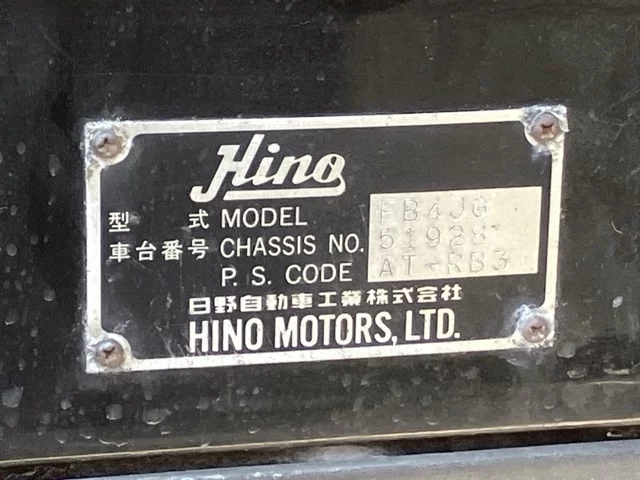 Hino
型 式 MODEL FB4JG
車台番号 CHASSIS NO. 51928
P. S. CODE AT-RB3
日野自動車工業株式会社
HINO MOTORS, LTD.